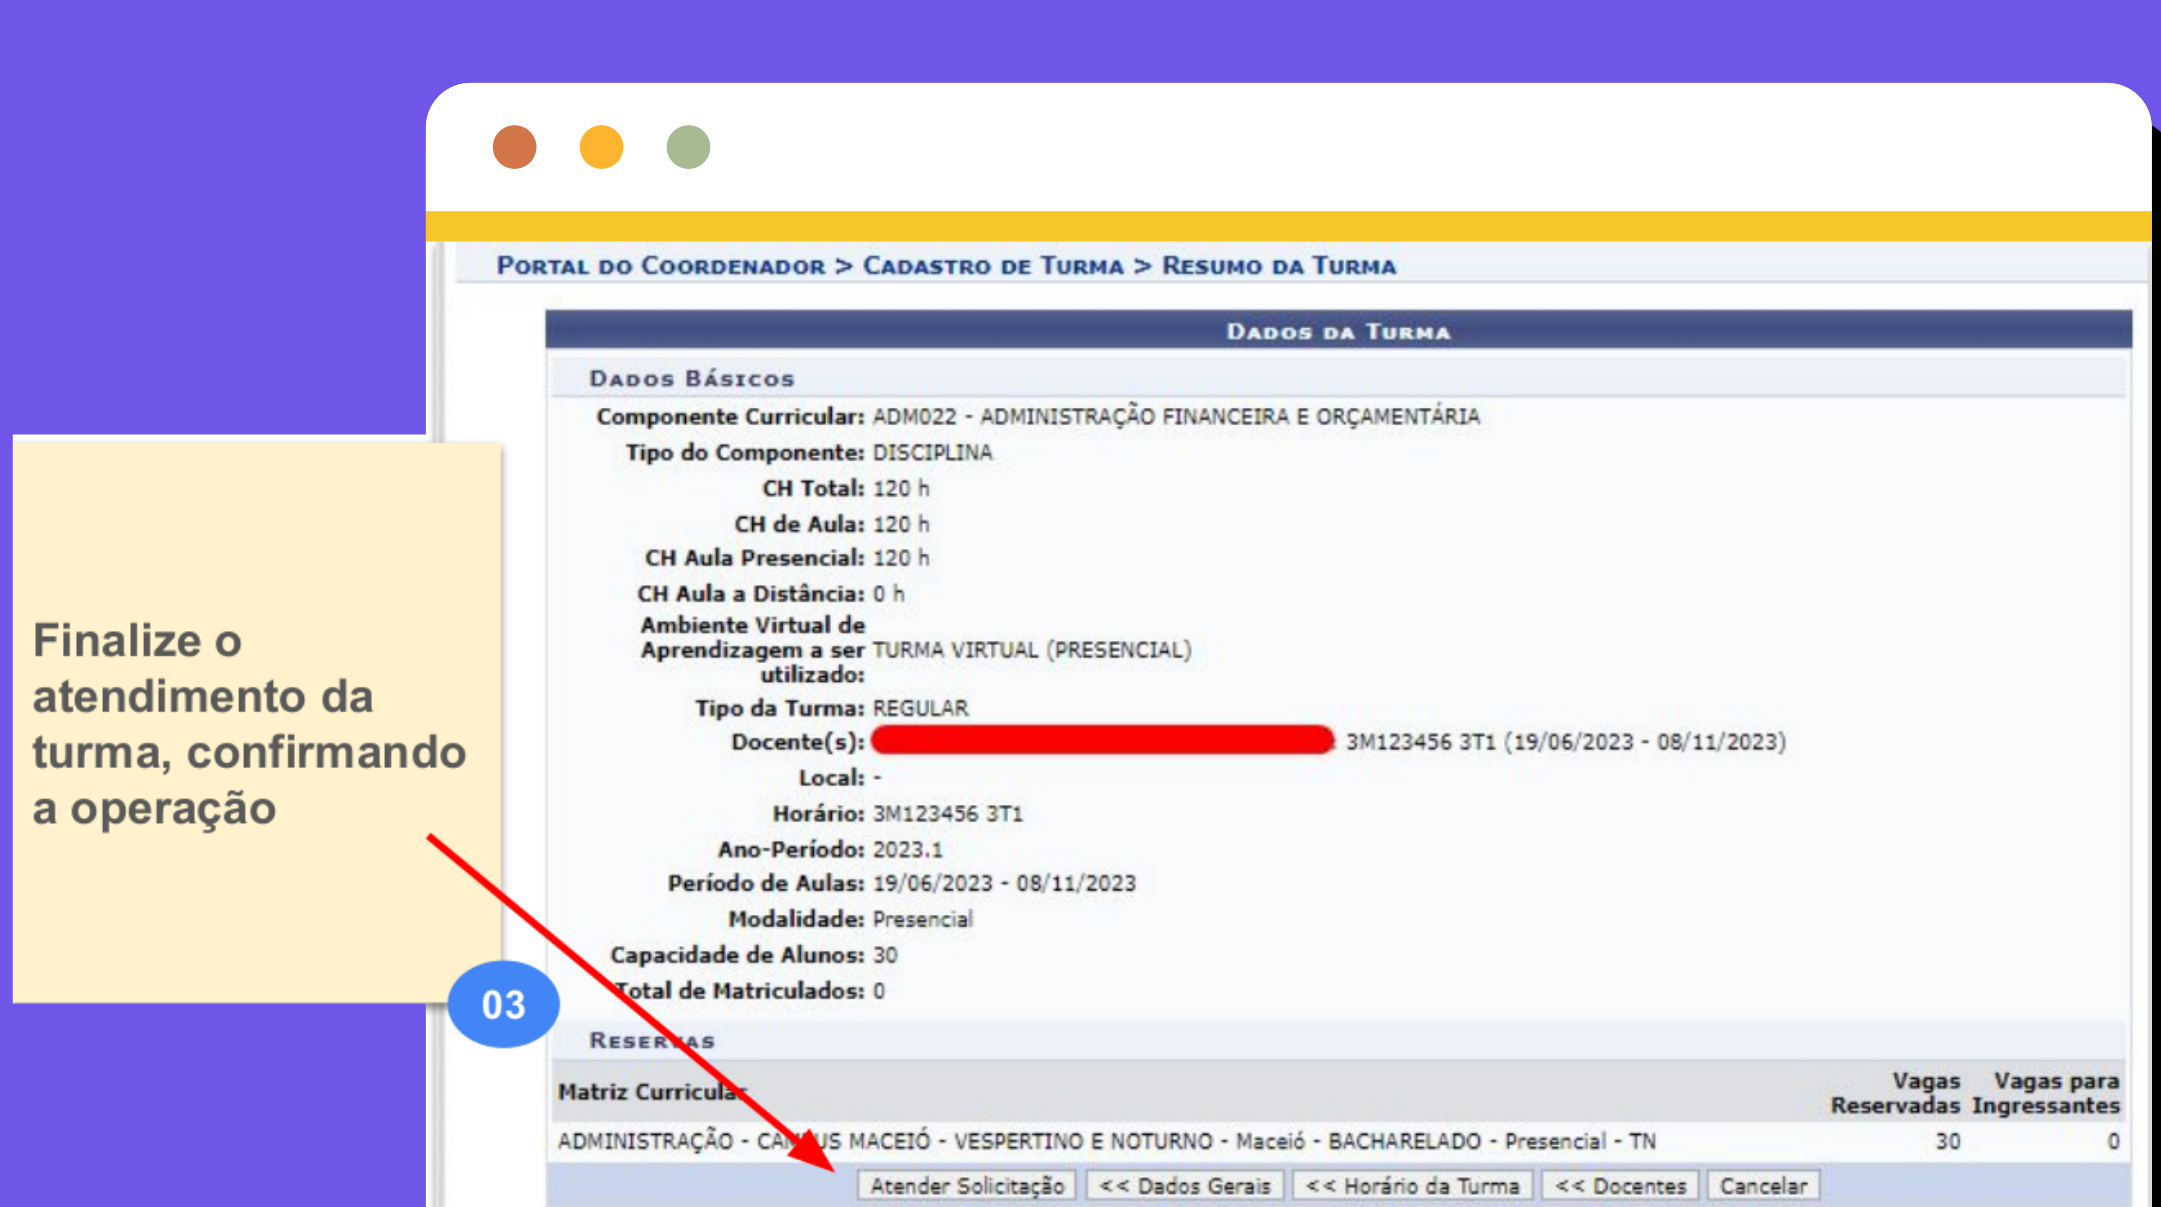 PORTAL DO COORDENADOR > CADASTRO DE TURMA > RESUMO DA TURMA
DADOS DA TURMA
DADOS BÁSICOS
Componente Curricular: ADM022 - ADMINISTRAÇÃO FINANCEIRA E ORÇAMENTÁRIA
Tipo do Componente: DISCIPLINA
CH Total: 120 h
CH de Aula: 120 h
CH Aula Presencial: 120 h
CH Aula a Distância: 0 h
Ambiente Virtual de
Aprendizagem a ser TURMA VIRTUAL (PRESENCIAL)
utilizado:
Tipo da Turma: REGULAR
Docente(s): 3M123456 3T1 (19/06/2023 - 08/11/2023)
Local: -
Horário: 3M123456 3T1
Ano-Período: 2023.1
Período de Aulas: 19/06/2023 - 08/11/2023
Modalidade: Presencial
Capacidade de Alunos: 30
Total de Matriculados: 0
RESERVAS
Matriz Curricular
Vagas Reservadas
Vagas para Ingressantes
ADMINISTRAÇÃO - CAMPUS MACEIÓ - VESPERTINO E NOTURNO - Maceió - BACHARELADO - Presencial - TN 30 0
Atender Solicitação << Dados Gerais << Horário da Turma << Docentes Cancelar
Finalize o
atendimento da
turma, confirmando
a operação
03